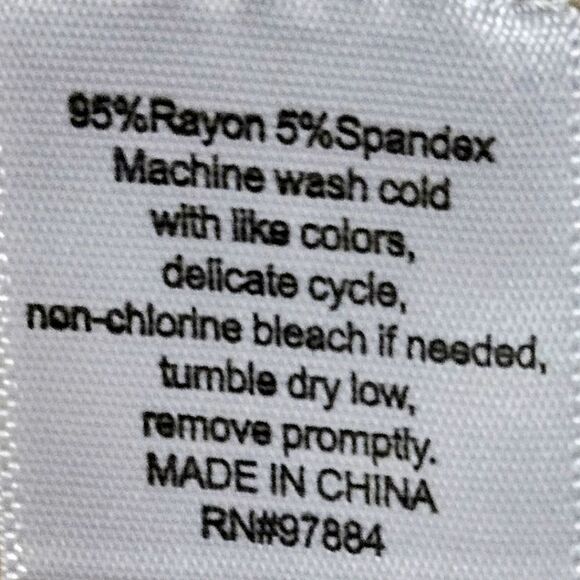 95%Rayon 5%Spandex
Machine wash cold
with like colors,
delicate cycle,
non-chlorine bleach if needed,
tumble dry low,
remove promptly.
MADE IN CHINA
RN#97884